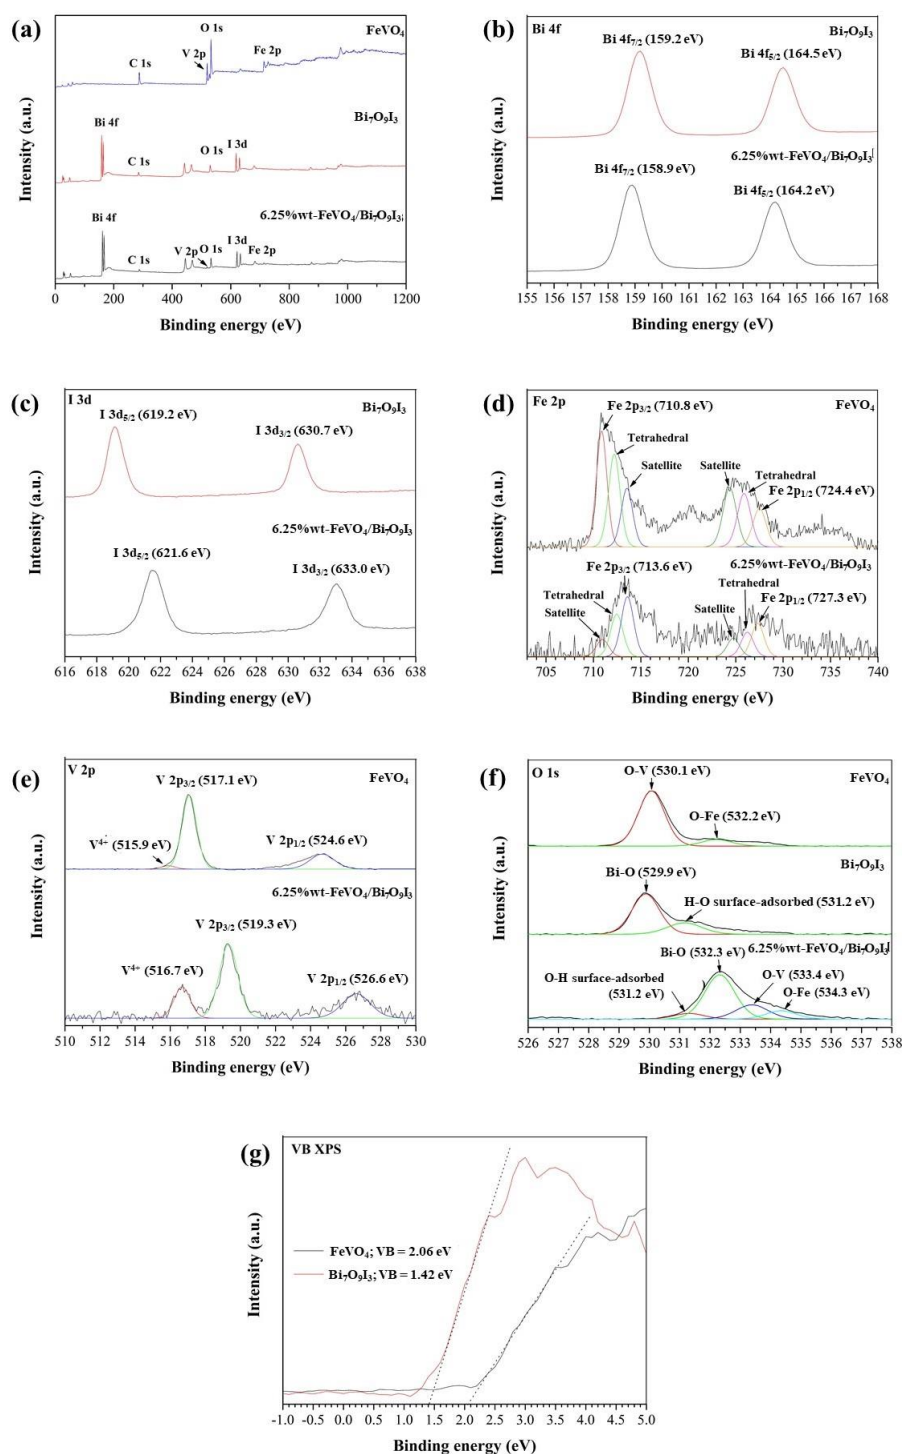 (a)
FeVO₄
O 1s
V 2p
Fe 2p
C 1s
Bi₇O₉I₃
Bi 4f
I 3d
O 1s
C 1s
6.25%wt-FeVO₄/Bi₇O₉I₃
Bi 4f
I 3d
V 2p
O 1s
Fe 2p
C 1s
Intensity (a.u.)
0 200 400 600 800 1000 1200
Binding energy (eV)
(b)
Bi 4f
Bi₇O₉I₃
Bi 4f₇/₂ (159.2 eV)
Bi 4f₅/₂ (164.5 eV)
6.25%wt-FeVO₄/Bi₇O₉I₃
Bi 4f₇/₂ (158.9 eV)
Bi 4f₅/₂ (164.2 eV)
Intensity (a.u.)
155 156 157 158 159 160 161 162 163 164 165 166 167 168
Binding energy (eV)
(c)
I 3d
Bi₇O₉I₃
I 3d₅/₂ (619.2 eV)
I 3d₃/₂ (630.7 eV)
6.25%wt-FeVO₄/Bi₇O₉I₃
I 3d₅/₂ (621.6 eV)
I 3d₃/₂ (633.0 eV)
Intensity (a.u.)
616 618 620 622 624 626 628 630 632 634 636 638
Binding energy (eV)
(d)
Fe 2p
FeVO₄
Fe 2p₃/₂ (710.8 eV)
Tetrahedral
Satellite
Satellite
Tetrahedral
Fe 2p₁/₂ (724.4 eV)
6.25%wt-FeVO₄/Bi₇O₉I₃
Fe 2p₃/₂ (713.6 eV)
Tetrahedral
Satellite
Tetrahedral
Satellite
Fe 2p₁/₂ (727.3 eV)
Intensity (a.u.)
705 710 715 720 725 730 735 740
Binding energy (eV)
(e)
V 2p
FeVO₄
V 2p₃/₂ (517.1 eV)
V⁴⁺ (515.9 eV)
V 2p₁/₂ (524.6 eV)
6.25%wt-FeVO₄/Bi₇O₉I₃
V 2p₃/₂ (519.3 eV)
V⁴⁺ (516.7 eV)
V 2p₁/₂ (526.6 eV)
Intensity (a.u.)
510 512 514 516 518 520 522 524 526 528 530
Binding energy (eV)
(f)
O 1s
FeVO₄
O-V (530.1 eV)
O-Fe (532.2 eV)
Bi₇O₉I₃
Bi-O (529.9 eV)
H-O surface-adsorbed (531.2 eV)
6.25%wt-FeVO₄/Bi₇O₉I₃
Bi-O (532.3 eV)
O-H surface-adsorbed
(531.2 eV)
O-V (533.4 eV)
O-Fe (534.3 eV)
Intensity (a.u.)
526 527 528 529 530 531 532 533 534 535 536 537 538
Binding energy (eV)
(g)
VB XPS
FeVO₄; VB = 2.06 eV
Bi₇O₉I₃; VB = 1.42 eV
Intensity (a.u.)
-1.0 -0.5 0.0 0.5 1.0 1.5 2.0 2.5 3.0 3.5 4.0 4.5 5.0
Binding energy (eV)